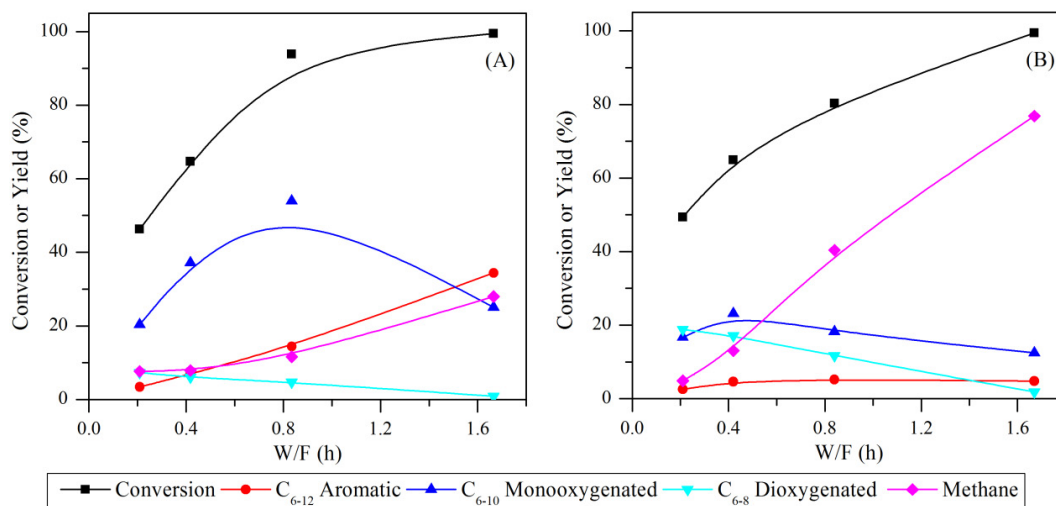 100
80
60
40
20
0
Conversion or Yield (%)
(A)
0.0 0.4 0.8 1.2 1.6
W/F (h)
100
80
60
40
20
0
Conversion or Yield (%)
(B)
0.0 0.4 0.8 1.2 1.6
W/F (h)
Conversion C6-12 Aromatic C6-10 Monooxygenated C6-8 Dioxygenated Methane